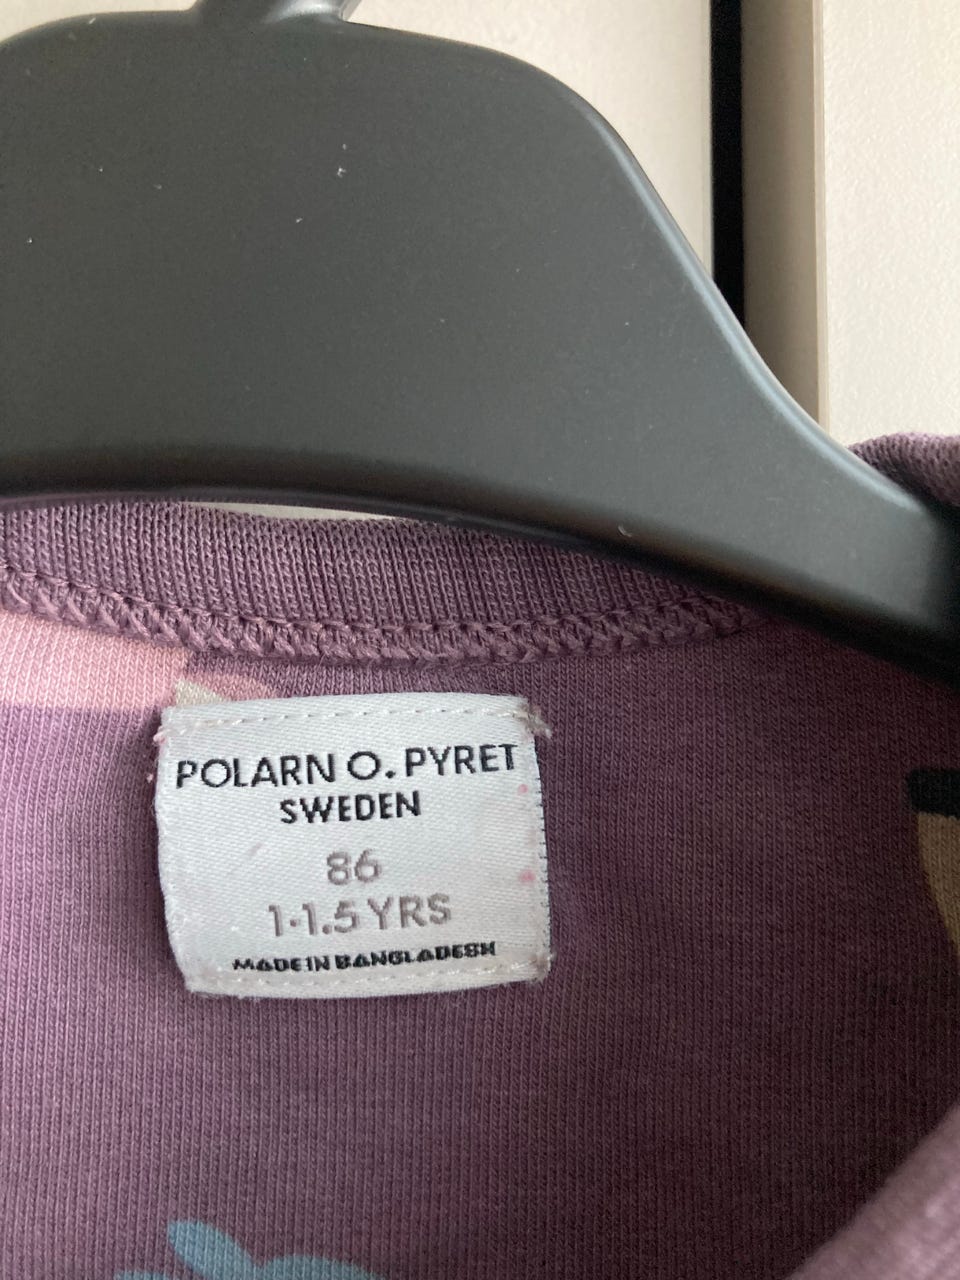 POLARN O. PYRET
SWEDEN
86
1-1.5 YRS
MADE IN BANGLADESH